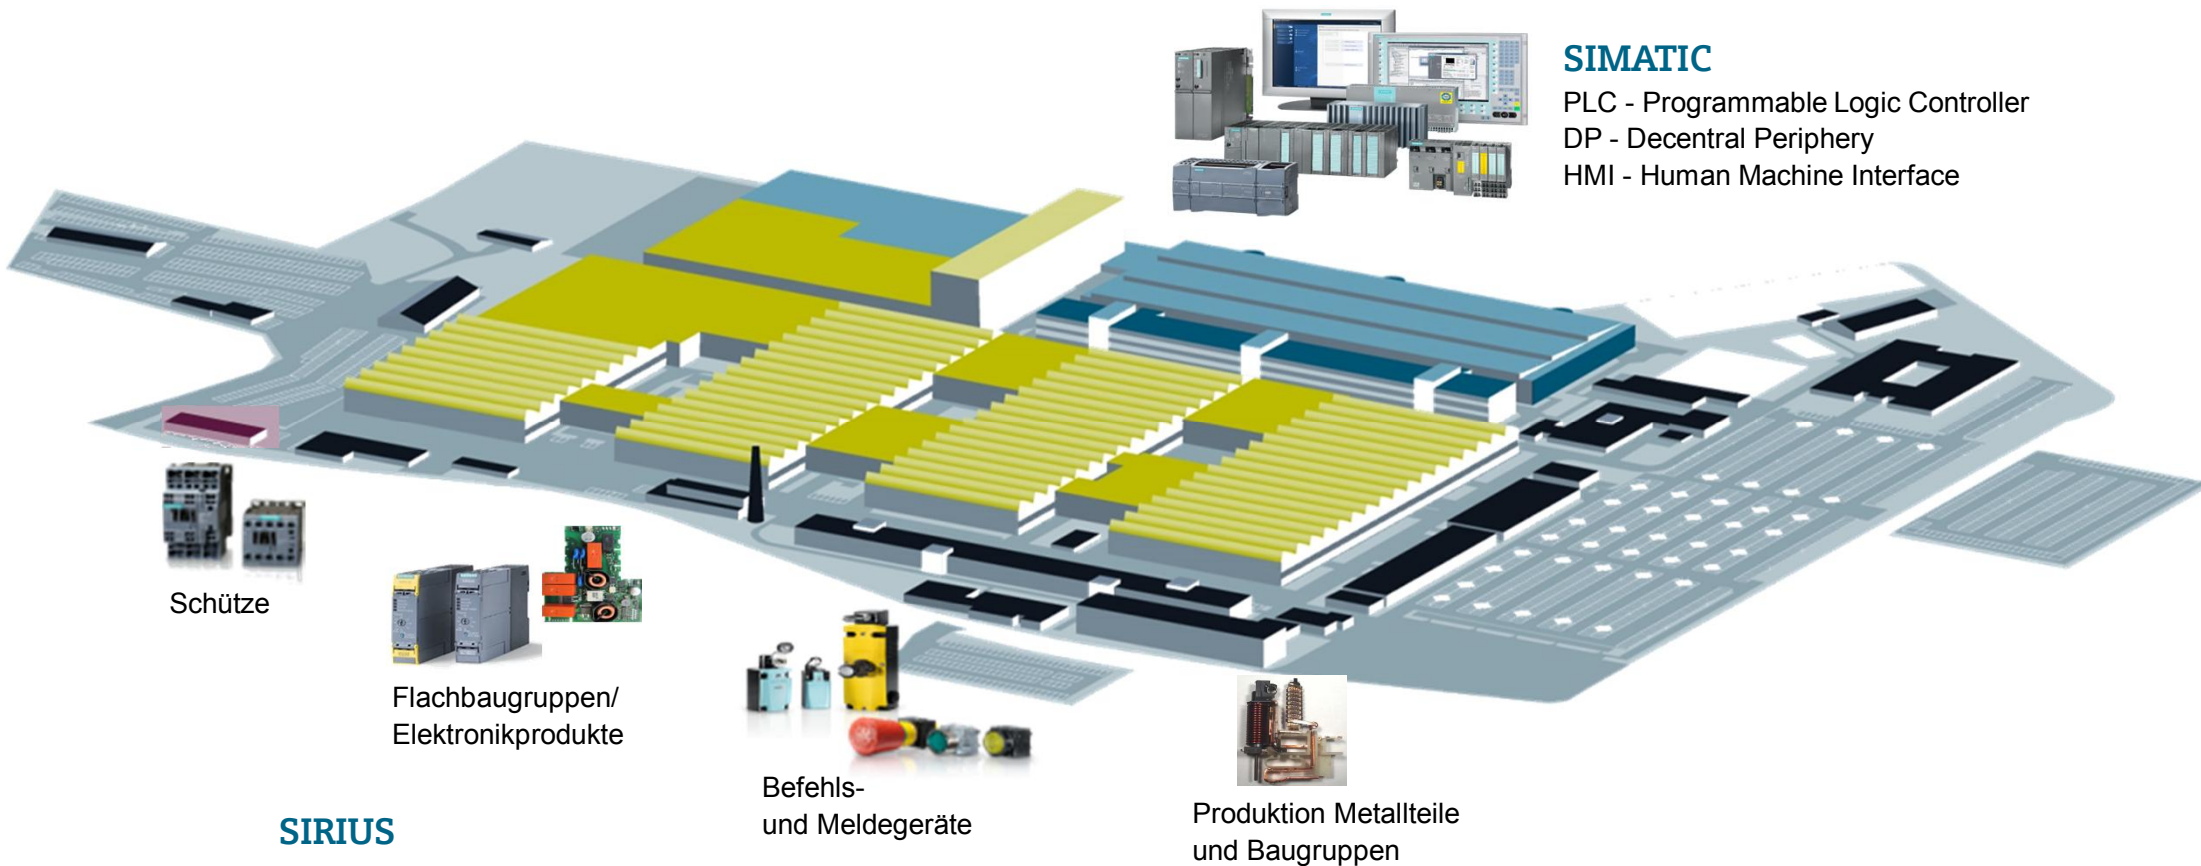 SIMATIC
PLC - Programmable Logic Controller
DP - Decentral Periphery
HMI - Human Machine Interface
Schütze
Flachbaugruppen/
Elektronikprodukte
Befehls-
und Meldegeräte
Produktion Metallteile
und Baugruppen
SIRIUS